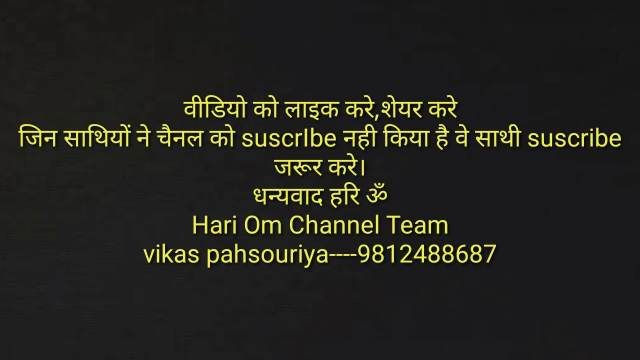 वीडियो को लाइक करे,शेयर करे
जिन साथियों ने चैनल को suscrIbe नही किया है वे साथी suscribe
जरूर करे।
धन्यवाद हरि ॐ
Hari Om Channel Team
vikas pahsouriya----9812488687